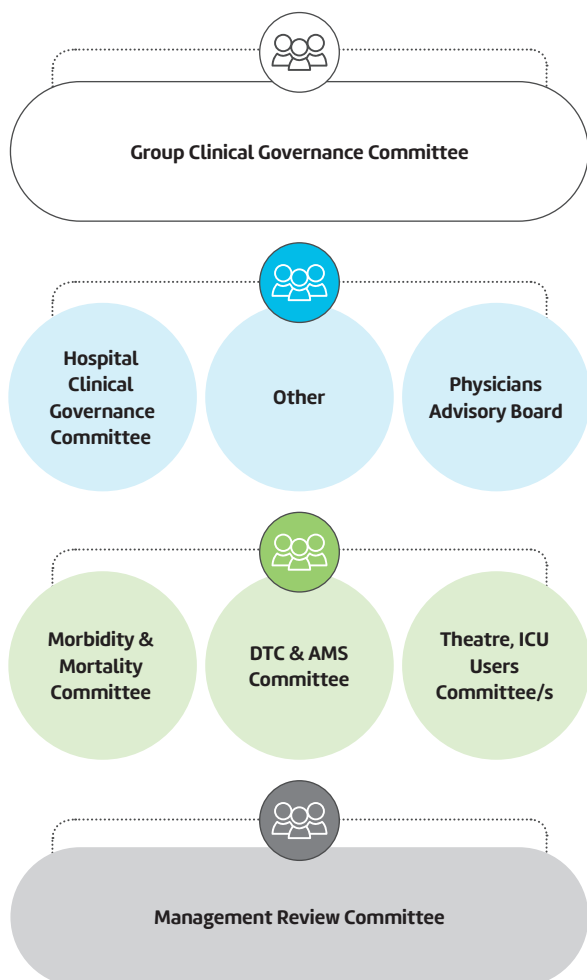 Group Clinical Governance Committee
Hospital
Clinical
Governance
Committee
Other
Physicians
Advisory Board
Morbidity &
Mortality
Committee
DTC & AMS
Committee
Theatre, ICU
Users
Committee/s
Management Review Committee